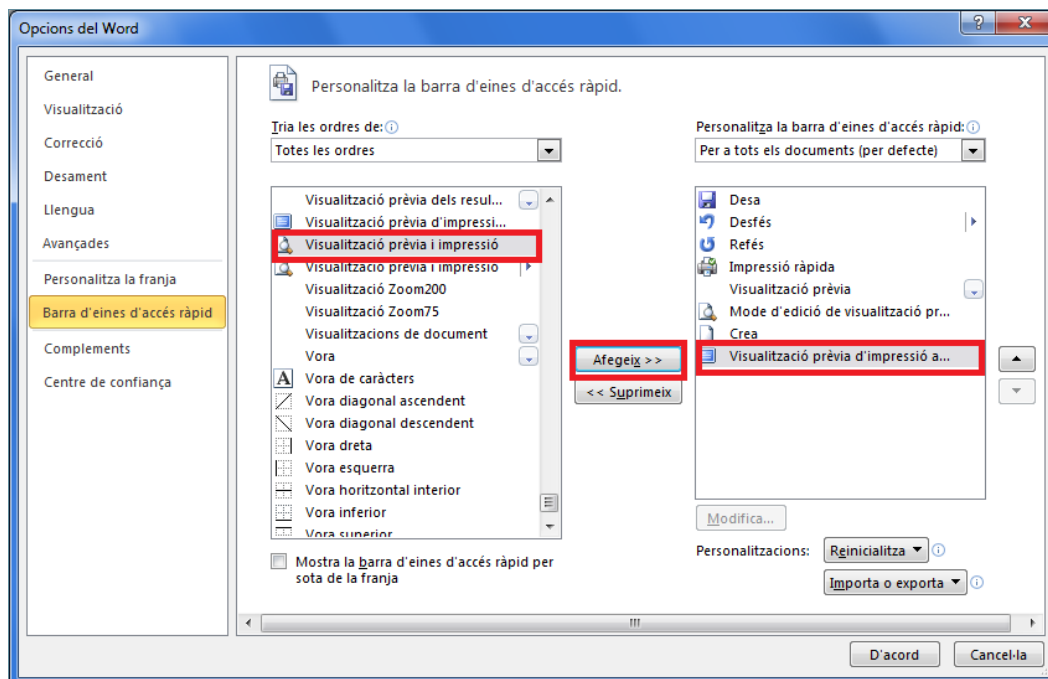 Opcions del Word
General
Visualització
Correcció
Desament
Llengua
Avançades
Personalitza la franja
Barra d'eines d'accés ràpid
Complements
Centre de confiança
Personalitza la barra d'eines d'accés ràpid.
Tria les ordres de:
Totes les ordres
Visualització prèvia dels resul...
Visualització prèvia d'impressi...
Visualització prèvia i impressió
Visualització prèvia i impressió
Visualització Zoom200
Visualització Zoom75
Visualitzacions de document
Vora
Vora de caràcters
Vora diagonal ascendent
Vora diagonal descendent
Vora dreta
Vora esquerra
Vora horitzontal interior
Vora inferior
Vora superior
Mostra la barra d'eines d'accés ràpid per
sota de la franja
Afegeix >>
<< Suprimeix
Personalitza la barra d'eines d'accés ràpid:
Per a tots els documents (per defecte)
Desa
Desfés
Refés
Impressió ràpida
Visualització prèvia
Mode d'edició de visualització pr...
Crea
Visualització prèvia d'impressió a...
Modifica...
Personalitzacions:
Reinicialitza
Importa o exporta
D'acord
Cancel·la